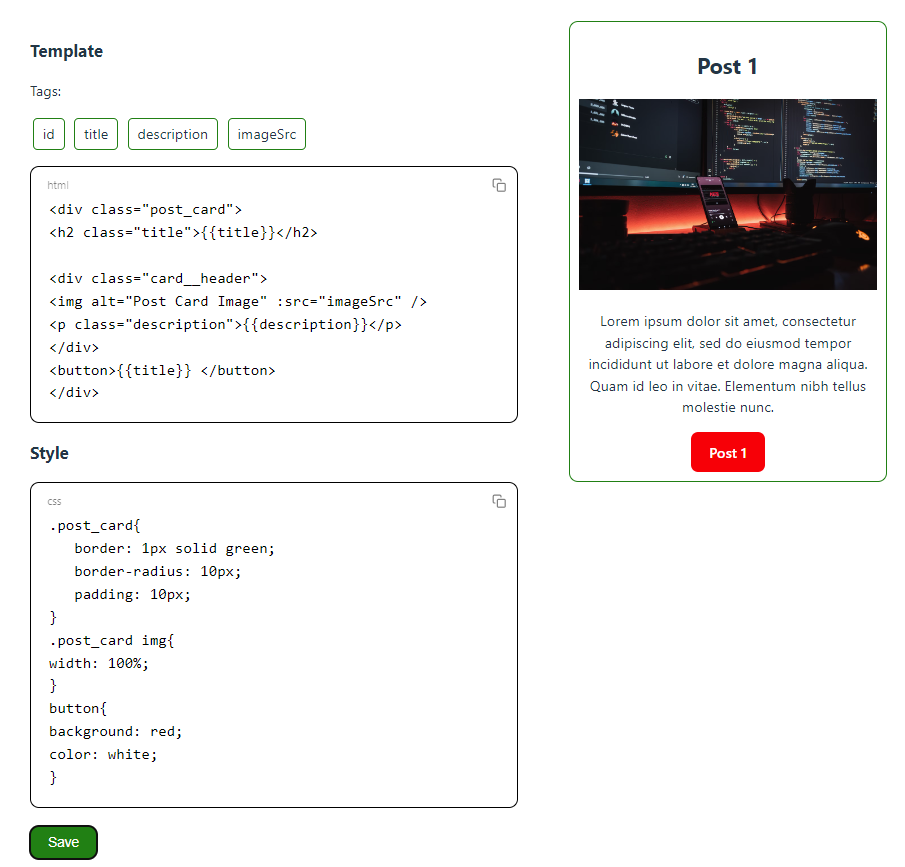 Template
Tags:
id title description imageSrc
html
<div class="post_card">
<h2 class="title">{{title}}</h2>
<div class="card__header">
<img alt="Post Card Image" :src="imageSrc" />
<p class="description">{{description}}</p>
</div>
<button>{{title}} </button>
</div>
Style
css
.post_card{
   border: 1px solid green;
   border-radius: 10px;
   padding: 10px;
}
.post_card img{
width: 100%;
}
button{
background: red;
color: white;
}
Save
Post 1
Lorem ipsum dolor sit amet, consectetur
adipiscing elit, sed do eiusmod tempor
incididunt ut labore et dolore magna aliqua.
Quam id leo in vitae. Elementum nibh tellus
molestie nunc.
Post 1